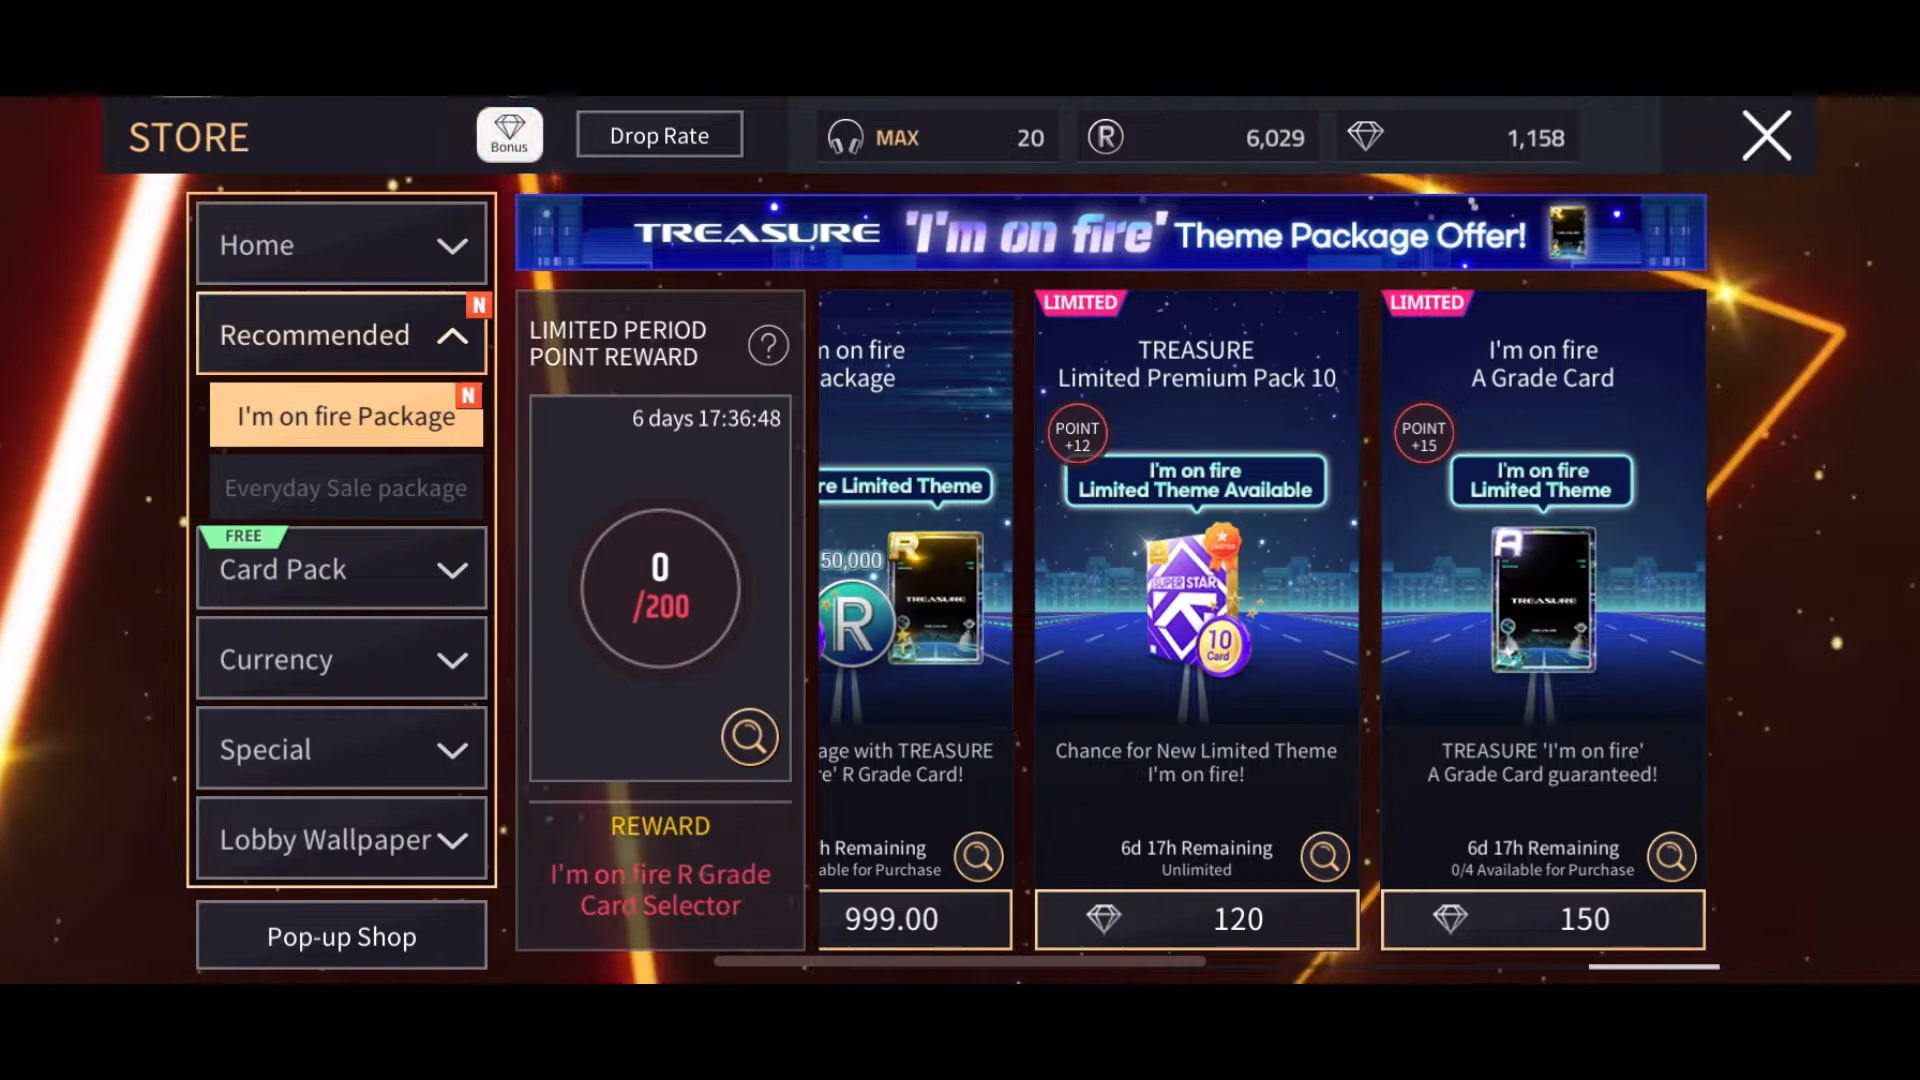 STORE
Bonus
Drop Rate
MAX 20
R 6,029
1,158
Home
Recommended
N
I'm on fire Package
N
Everyday Sale package
FREE
Card Pack
Currency
Special
Lobby Wallpaper
Pop-up Shop
TREASURE 'I'm on fire' Theme Package Offer!
LIMITED PERIOD
POINT REWARD
?
6 days 17:36:48
0
/200
REWARD
I'm on fire R Grade
Card Selector
n on fire
ackage
re Limited Theme
50,000
R
R
TREASURE
age with TREASURE
e' R Grade Card!
h Remaining
able for Purchase
999.00
LIMITED
TREASURE
Limited Premium Pack 10
POINT
+12
I'm on fire
Limited Theme Available
SUPERSTAR
10
Card
Chance for New Limited Theme
I'm on fire!
6d 17h Remaining
Unlimited
120
LIMITED
I'm on fire
A Grade Card
POINT
+15
I'm on fire
Limited Theme
A
TREASURE
TREASURE 'I'm on fire'
A Grade Card guaranteed!
6d 17h Remaining
0/4 Available for Purchase
150